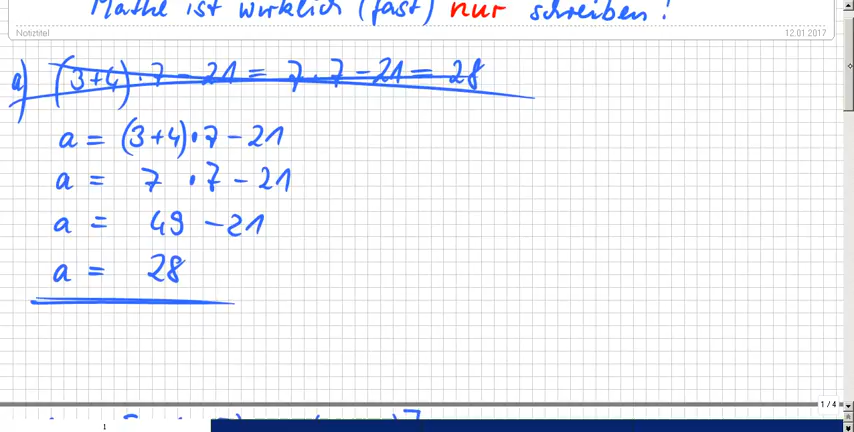 Mathe ist wirklich (fast) nur schreiben!
Notiztitel
12.01.2017
a) (3+4)·7-21 = 7·7-21 = 28
a = (3+4)·7-21
a = 7 ·7-21
a = 49 -21
a = 28
1 / 4
1